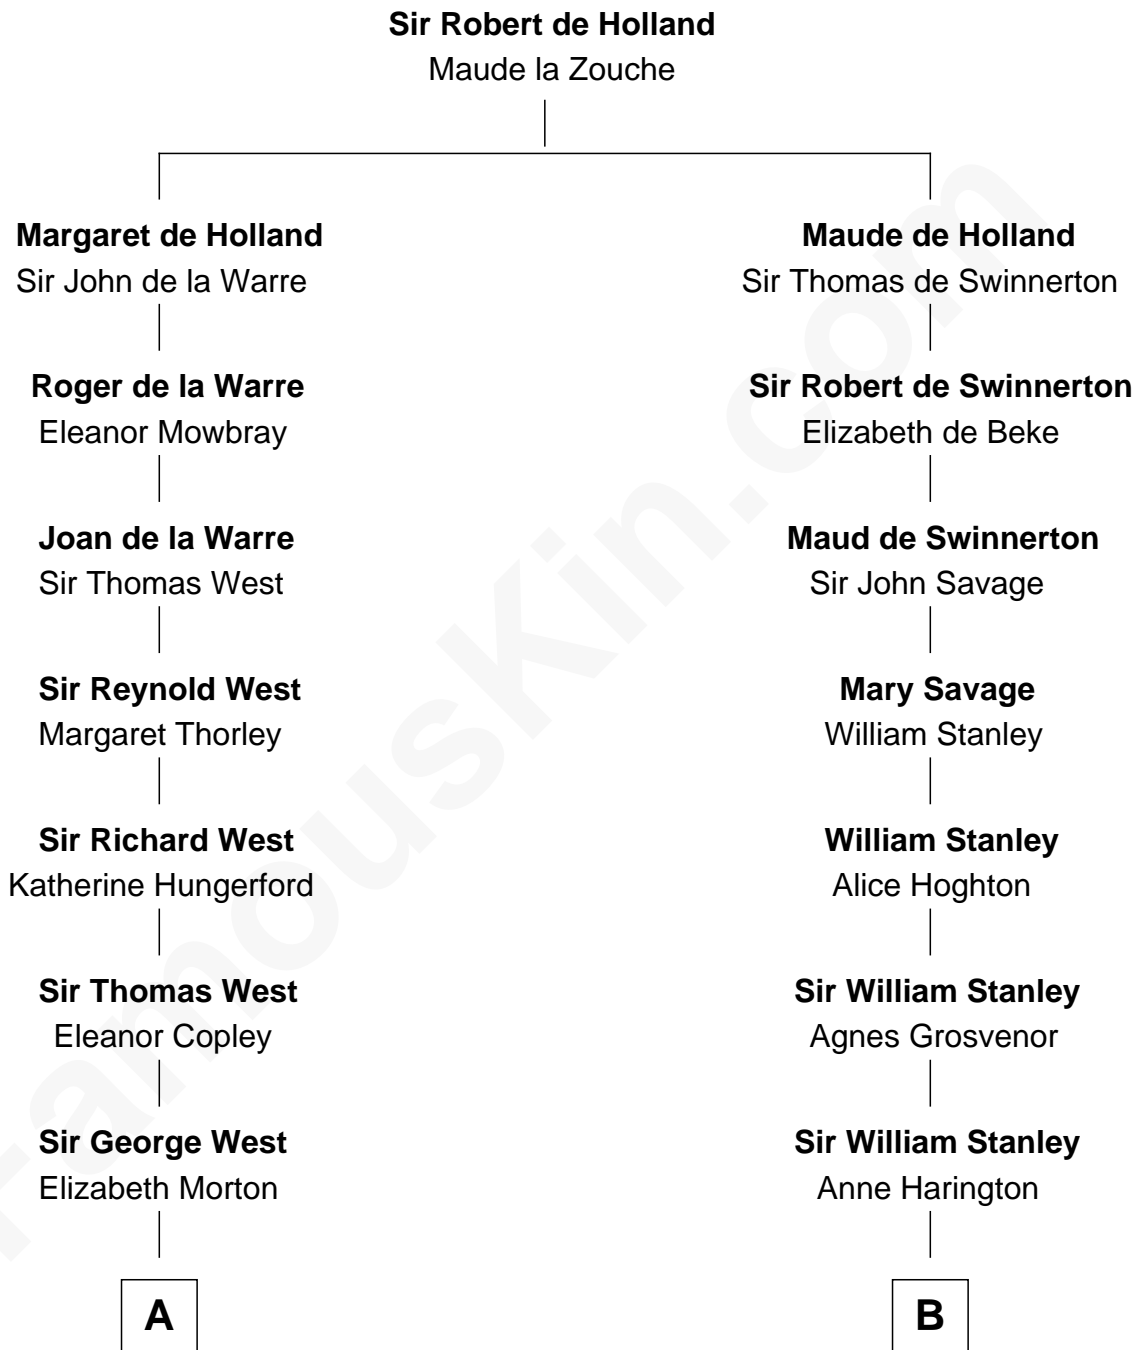 Sir Robert de Holland
Maude la Zouche
Margaret de Holland
Sir John de la Warre
Maude de Holland
Sir Thomas de Swinnerton
Roger de la Warre
Eleanor Mowbray
Sir Robert de Swinnerton
Elizabeth de Beke
Joan de la Warre
Sir Thomas West
Maud de Swinnerton
Sir John Savage
Sir Reynold West
Margaret Thorley
Mary Savage
William Stanley
Sir Richard West
Katherine Hungerford
William Stanley
Alice Hoghton
Sir Thomas West
Eleanor Copley
Sir William Stanley
Agnes Grosvenor
Sir George West
Elizabeth Morton
Sir William Stanley
Anne Harington
A
B
FamousKin.com